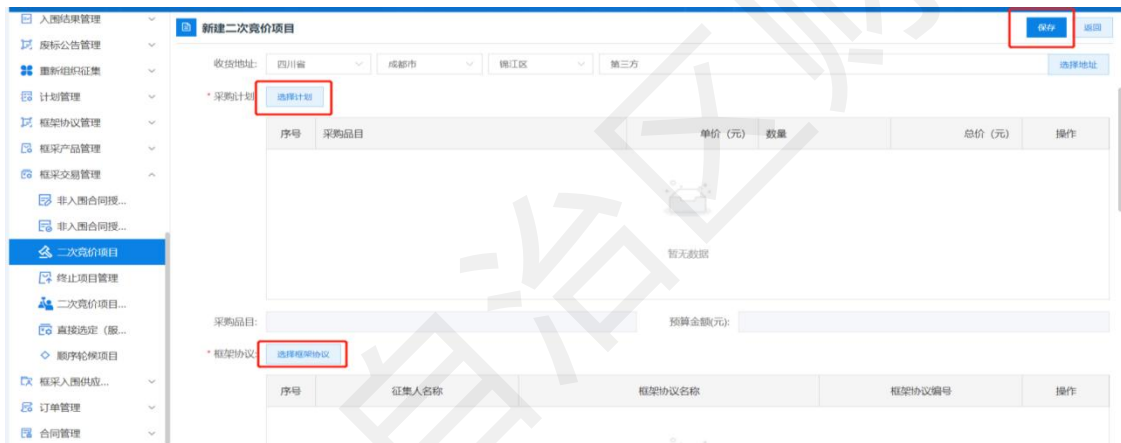 入围结果管理
废标公告管理
重新组织征集
计划管理
框架协议管理
框采产品管理
框采交易管理
非入围合同授...
非入围合同授...
二次竞价项目
终止项目管理
二次竞价项目...
直接选定（服...
顺序轮候项目
框采入围供应...
订单管理
合同管理
新建二次竞价项目 保存 返回
收货地址: 四川省 成都市 锦江区 第三方 选择地址
* 采购计划 选择计划
序号 采购品目 单价（元） 数量 总价（元） 操作
暂无数据
采购品目: 预算金额(元):
* 框架协议: 选择框架协议
序号 征集人名称 框架协议名称 框架协议编号 操作
自治区财